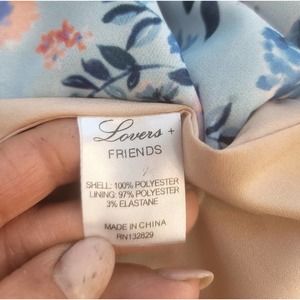 Lovers +
FRIENDS
SHELL: 100% POLYESTER
LINING: 97% POLYESTER
3% ELASTANE
MADE IN CHINA
RN132829